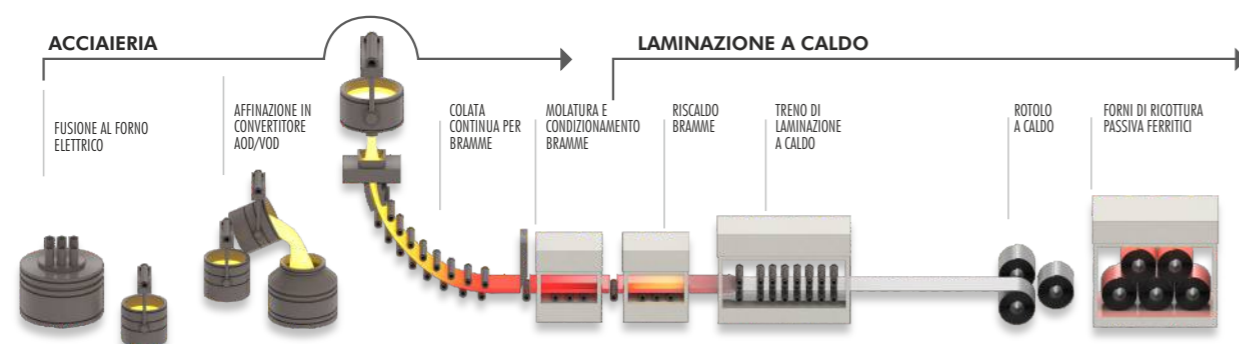 ACCIAIERIA
LAMINAZIONE A CALDO
FUSIONE AL FORNO
ELETTRICO
AFFINAZIONE IN
CONVERTITORE
AOD/VOD
COLATA
CONTINUA PER
BRAMME
MOLATURA E
CONDIZIONAMENTO
BRAMME
RISCALDO
BRAMME
TRENO DI
LAMINAZIONE
A CALDO
ROTOLO
A CALDO
FORNI DI RICOTTURA
PASSIVA FERRITICI